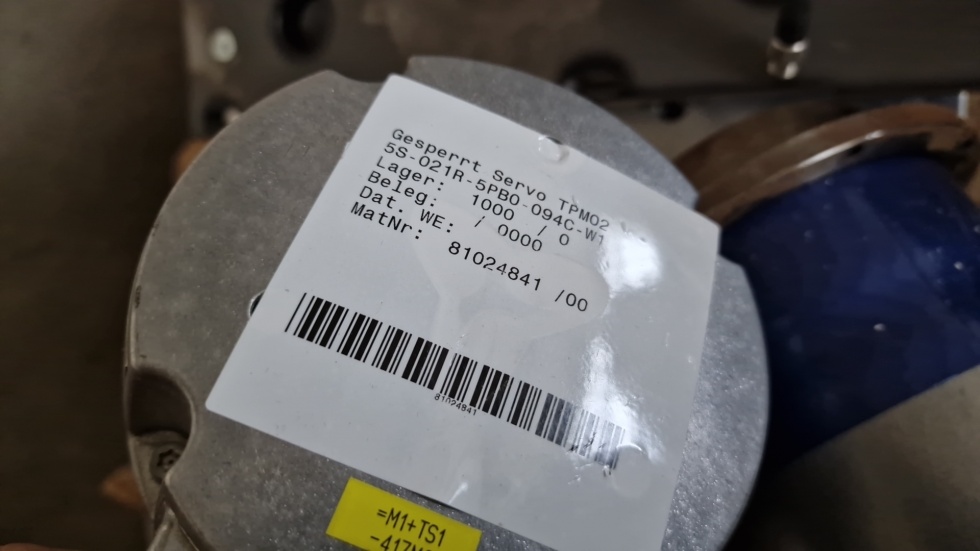 Gesperrt Servo TPM02
5S-021R-5PB0-094C-W1
Lager: 1000 / 0
Beleg: / 0000
Dat. WE:
MatNr: 81024841 /00
81024841
=M1+TS1